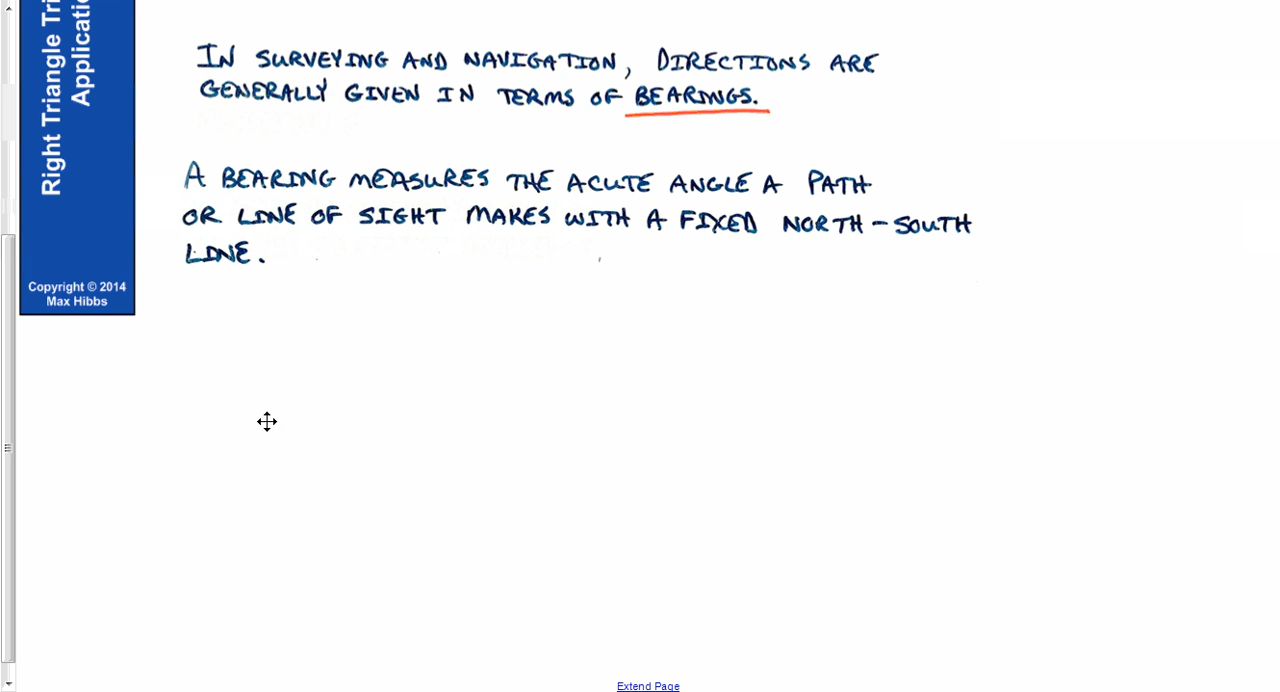 Right Triangle Tri
Applicati
Copyright © 2014
Max Hibbs
IN SURVEYING AND NAVIGATION, DIRECTIONS ARE
GENERALLY GIVEN IN TERMS OF BEARINGS.
A BEARING MEASURES THE ACUTE ANGLE A PATH
OR LINE OF SIGHT MAKES WITH A FIXED NORTH-SOUTH
LINE.
Extend Page